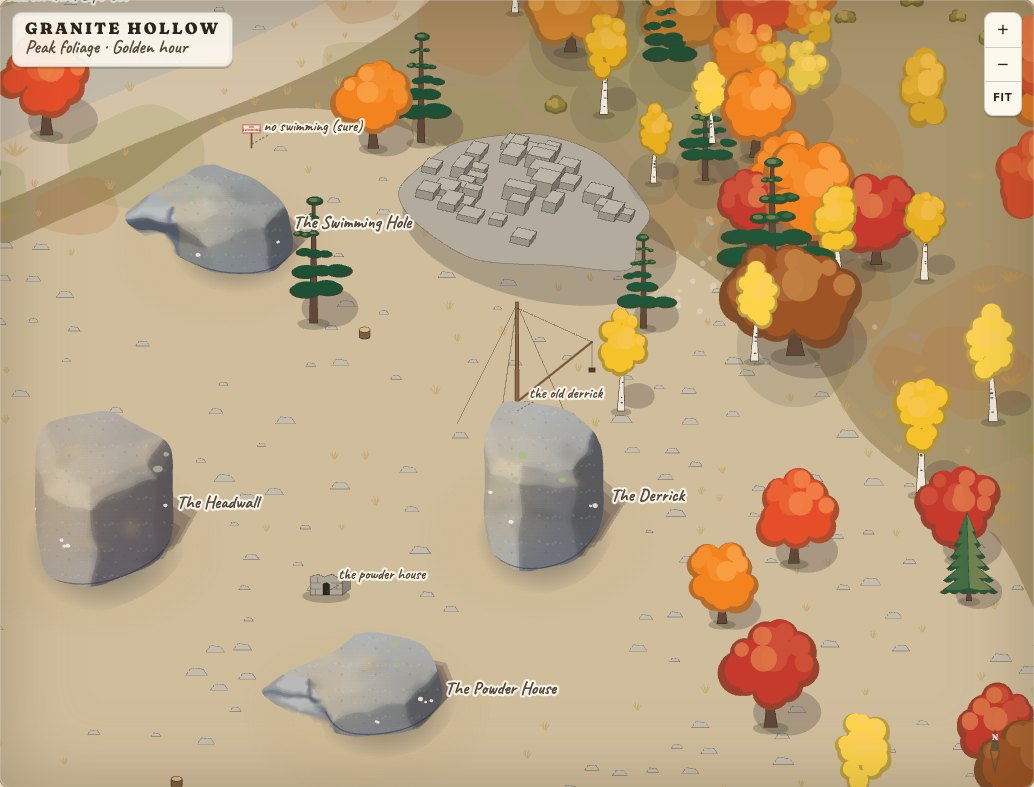 GRANITE HOLLOW
Peak foliage · Golden hour
+
−
FIT
no swimming (sure)
The Swimming Hole
the old derrick
The Headwall
The Derrick
the powder house
The Powder House
N